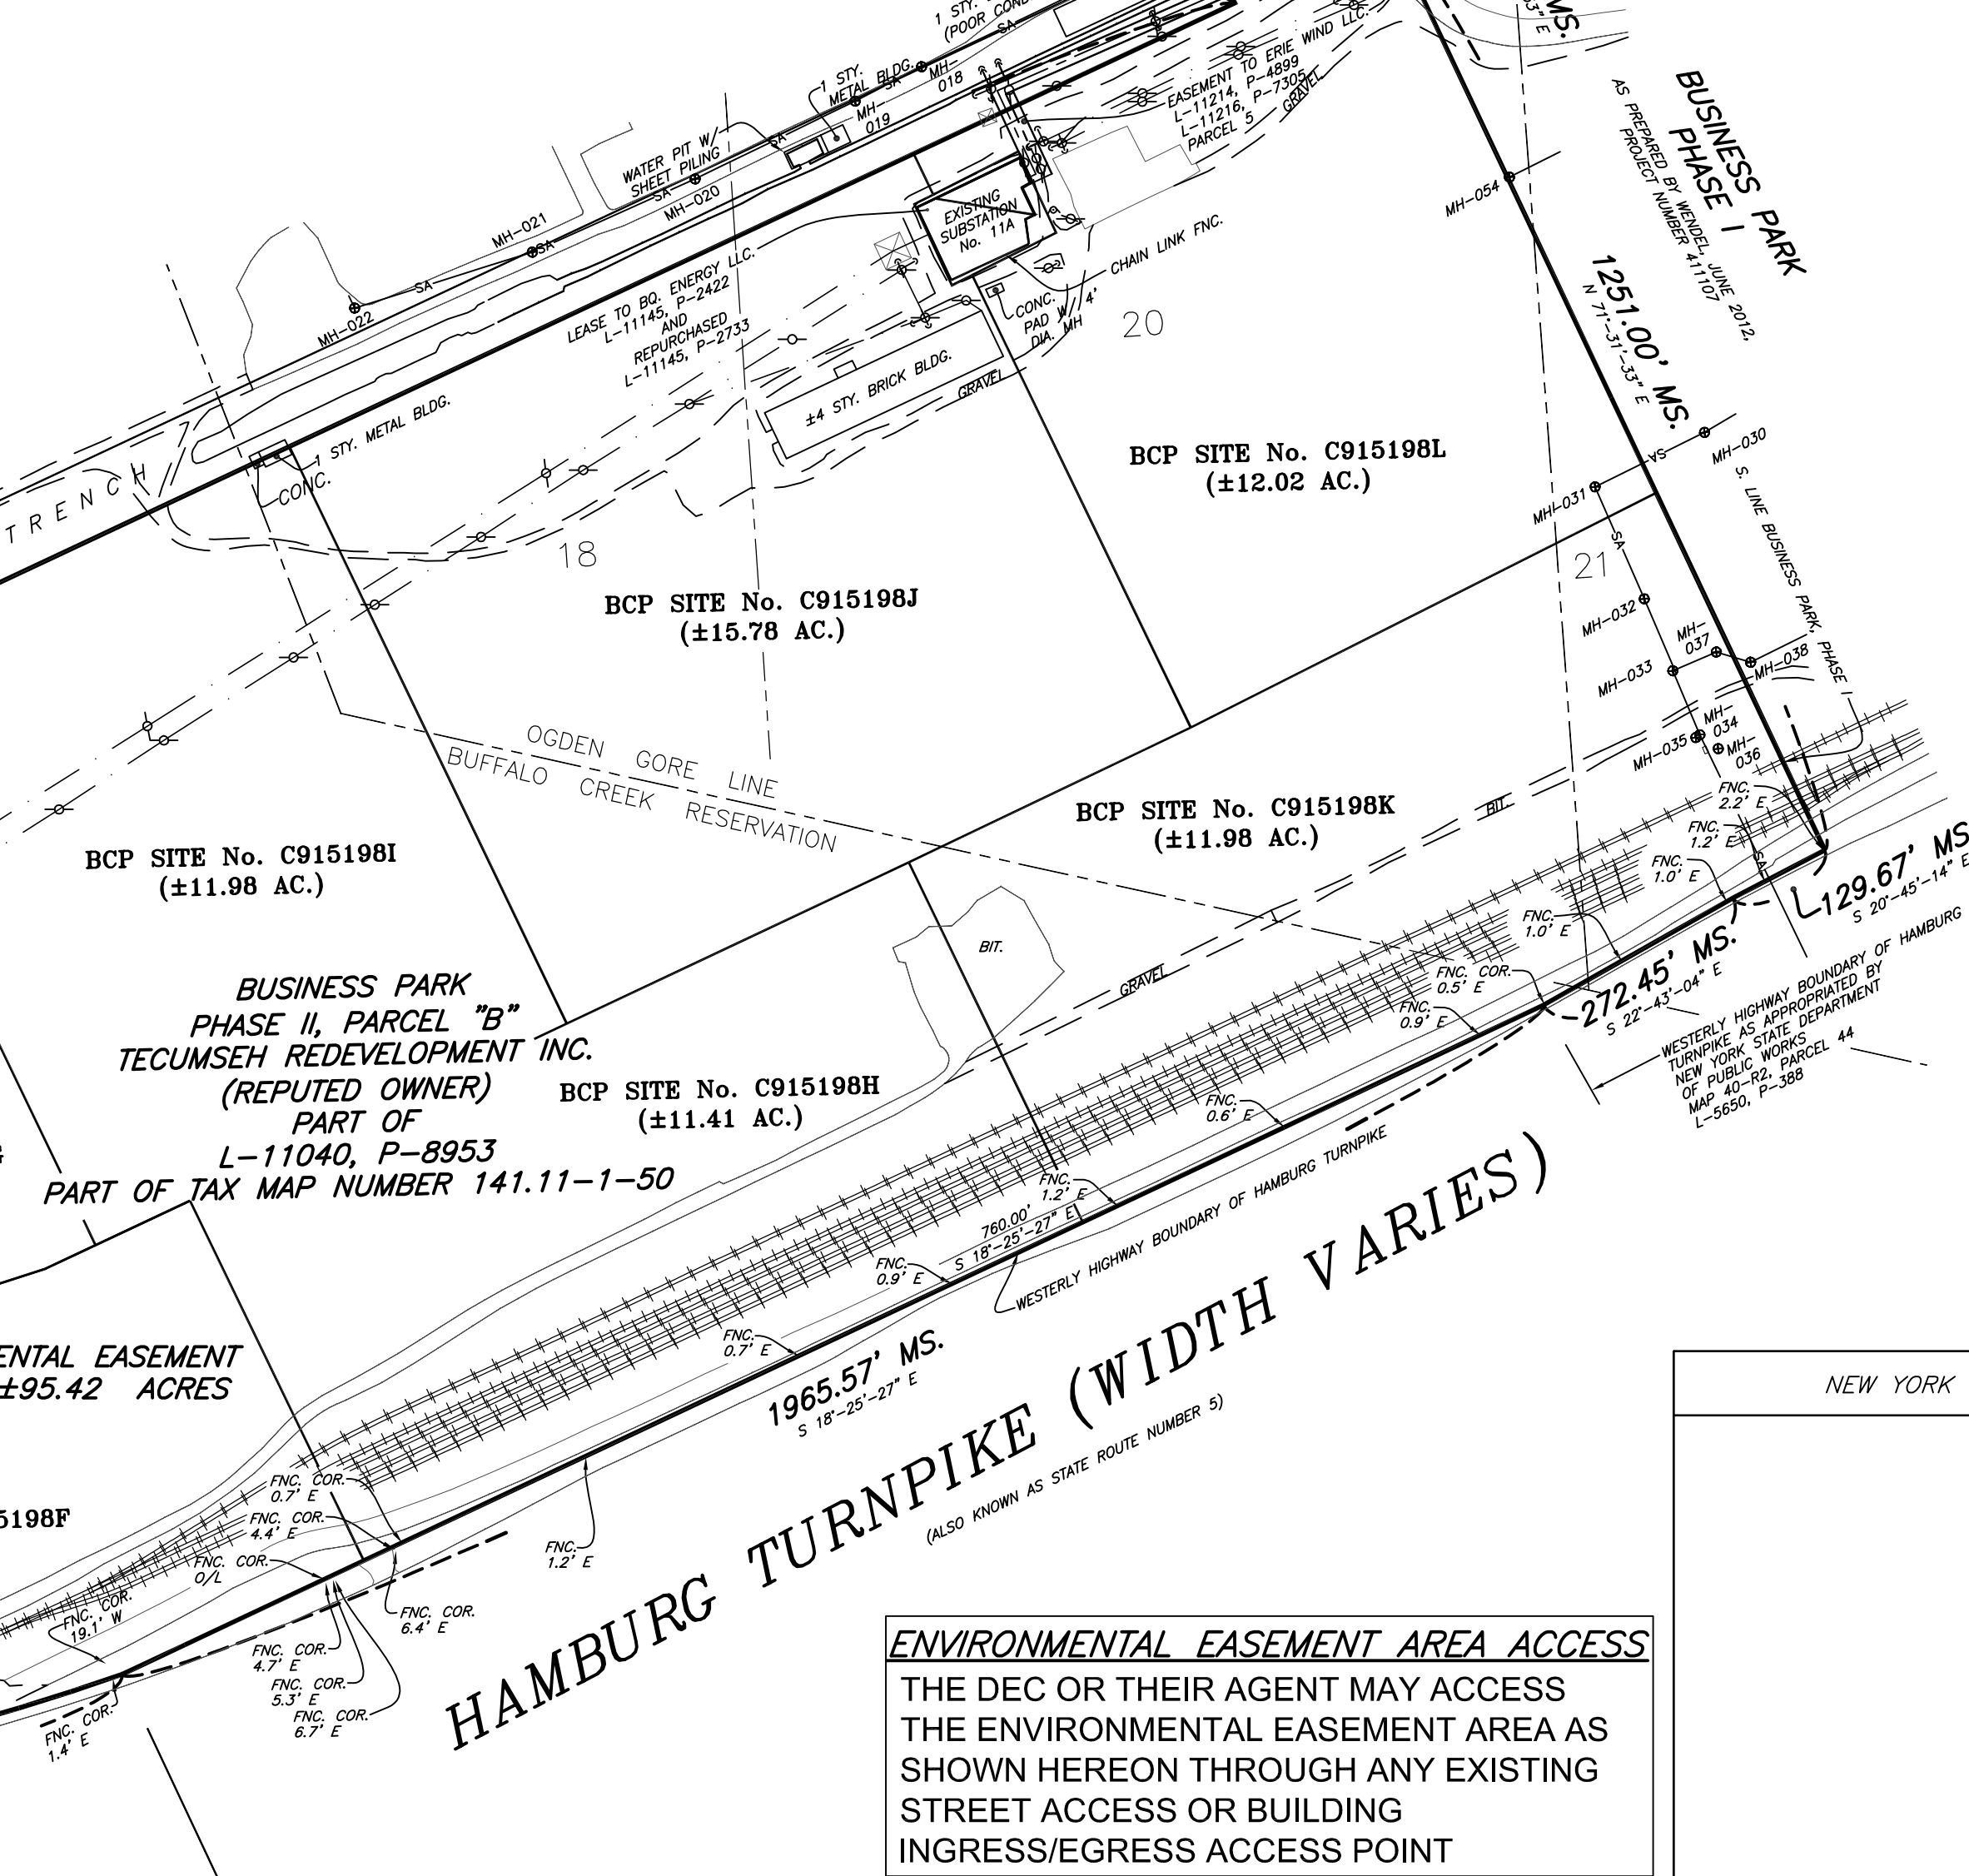 1 STY.
(POOR
1 STY.
METAL BLDG.
MH-
018
MH-
019
SA
SA
SA
SA
SA
SA
WATER PIT W/
SHEET PILING
MH-020
MH-021
MH-022
EASEMENT TO ERIE WIND LLC.
L-11214, P-4899
L-11216, P-7305
PARCEL 5
GRAVEL
MS.
BUSINESS PARK
PHASE I
AS PREPARED BY WENDEL, JUNE 2012,
PROJECT NUMBER 411107
MH-054
1251.00' MS.
N 71°-31'-33" E
EXISTING
SUBSTATION
No. 11A
CHAIN LINK FNC.
CONC.
PAD W/ 4'
DIA. MH
20
LEASE TO BQ. ENERGY LLC.
L-11145, P-2422
AND
REPURCHASED
L-11145, P-2733
±4 STY. BRICK BLDG.
GRAVEL
1 STY. METAL BLDG.
CONC.
TRENCH
18
BCP SITE No. C915198L
(±12.02 AC.)
MH-030
SA
MH-031
SA
S. LINE BUSINESS PARK, PHASE I
21
MH-032
MH-
037
MH-033
MH-038
MH-
034
MH-035
MH-
036
BCP SITE No. C915198J
(±15.78 AC.)
OGDEN GORE LINE
BUFFALO CREEK RESERVATION
BCP SITE No. C915198K
(±11.98 AC.)
BIT.
FNC.
2.2' E
FNC.
1.2' E
SA
FNC.
1.0' E
129.67' MS
S 20°-45'-14" E
BCP SITE No. C915198I
(±11.98 AC.)
BIT.
GRAVEL
FNC.
1.0' E
FNC. COR.
0.5' E
FNC.
0.9' E
272.45' MS.
S 22°-43'-04" E
WESTERLY HIGHWAY BOUNDARY OF HAMBURG
TURNPIKE AS APPROPRIATED BY
NEW YORK STATE DEPARTMENT
OF PUBLIC WORKS
MAP 40-R2, PARCEL 44
L-5650, P-388
BUSINESS PARK
PHASE II, PARCEL "B"
TECUMSEH REDEVELOPMENT INC.
(REPUTED OWNER)
PART OF
L-11040, P-8953
PART OF TAX MAP NUMBER 141.11-1-50
BCP SITE No. C915198H
(±11.41 AC.)
FNC.
0.6' E
FNC.
1.2' E
760.00'
S 18°-25'-27" E
WESTERLY HIGHWAY BOUNDARY OF HAMBURG TURNPIKE
FNC.
0.9' E
FNC.
0.7' E
1965.57' MS.
S 18°-25'-27" E
HAMBURG TURNPIKE (WIDTH VARIES)
(ALSO KNOWN AS STATE ROUTE NUMBER 5)
ENTAL EASEMENT
±95.42 ACRES
5198F
FNC. COR.
0.7' E
FNC. COR.
4.4' E
FNC. COR.
O/L
FNC. COR.
19.1' W
FNC.
1.2' E
FNC. COR.
6.4' E
FNC. COR.
4.7' E
FNC. COR.
5.3' E
FNC. COR.
6.7' E
FNC. COR.
1.4' E
NEW YORK
ENVIRONMENTAL EASEMENT AREA ACCESS
THE DEC OR THEIR AGENT MAY ACCESS
THE ENVIRONMENTAL EASEMENT AREA AS
SHOWN HEREON THROUGH ANY EXISTING
STREET ACCESS OR BUILDING
INGRESS/EGRESS ACCESS POINT